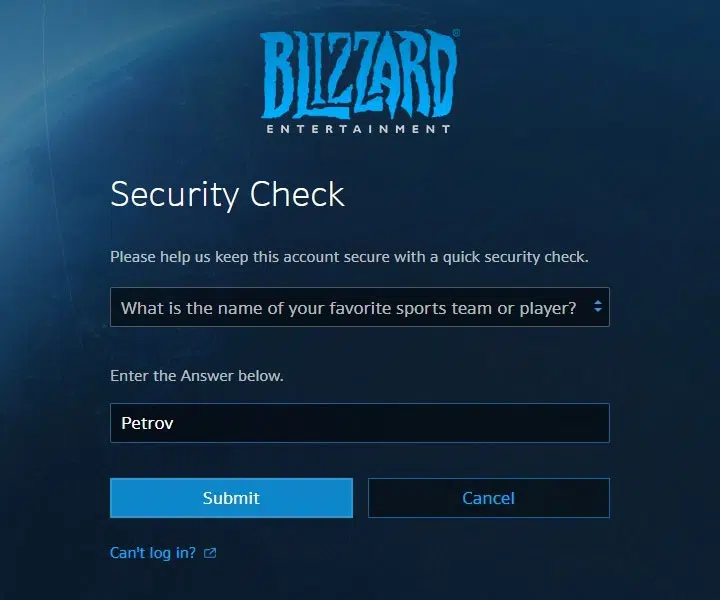 BLIZZARD®
ENTERTAINMENT
Security Check
Please help us keep this account secure with a quick security check.
What is the name of your favorite sports team or player?
Enter the Answer below.
Petrov
Submit
Cancel
Can't log in?